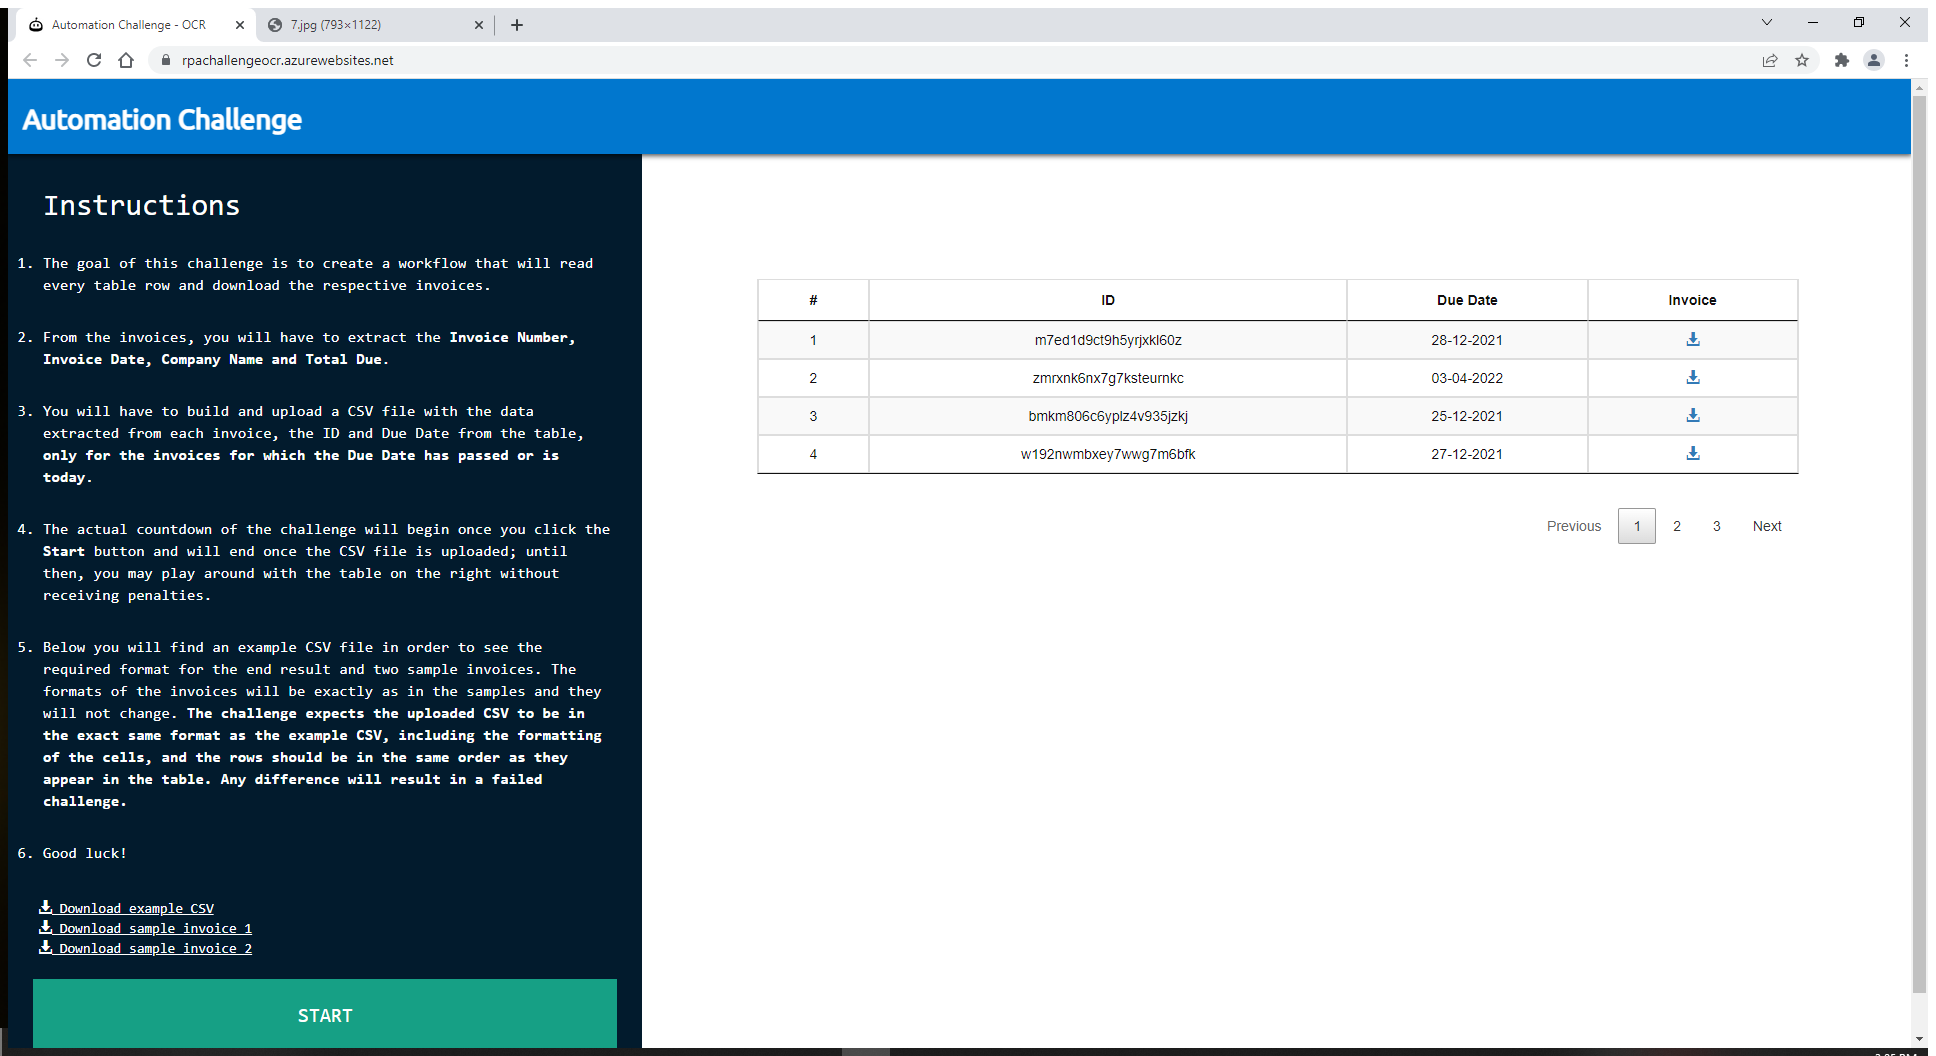 Automation Challenge - OCR
7.jpg (793×1122)
rpachallengeocr.azurewebsites.net
Automation Challenge
Instructions
1. The goal of this challenge is to create a workflow that will read
every table row and download the respective invoices.
2. From the invoices, you will have to extract the Invoice Number,
Invoice Date, Company Name and Total Due.
3. You will have to build and upload a CSV file with the data
extracted from each invoice, the ID and Due Date from the table,
only for the invoices for which the Due Date has passed or is
today.
4. The actual countdown of the challenge will begin once you click the
Start button and will end once the CSV file is uploaded; until
then, you may play around with the table on the right without
receiving penalties.
5. Below you will find an example CSV file in order to see the
required format for the end result and two sample invoices. The
formats of the invoices will be exactly as in the samples and they
will not change. The challenge expects the uploaded CSV to be in
the exact same format as the example CSV, including the formatting
of the cells, and the rows should be in the same order as they
appear in the table. Any difference will result in a failed
challenge.
6. Good luck!
Download example CSV
Download sample invoice 1
Download sample invoice 2
START
# ID Due Date Invoice
1 m7ed1d9ct9h5yrjxkl60z 28-12-2021
2 zmrxnk6nx7g7ksteurnkc 03-04-2022
3 bmkm806c6yplz4v935jzkj 25-12-2021
4 w192nwmbxey7wwg7m6bfk 27-12-2021
Previous 1 2 3 Next